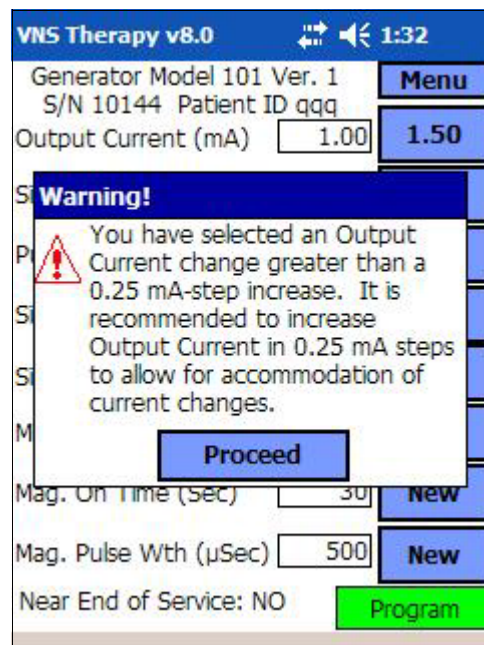 VNS Therapy v8.0 1:32
Generator Model 101 Ver. 1
Menu
S/N 10144 Patient ID qqq
Output Current (mA) 1.00 1.50
Warning!
You have selected an Output
Current change greater than a
0.25 mA-step increase. It is
recommended to increase
Output Current in 0.25 mA steps
to allow for accommodation of
current changes.
Proceed
Mag. On Time (Sec) 30 New
Mag. Pulse Wth (µSec) 500 New
Near End of Service: NO Program